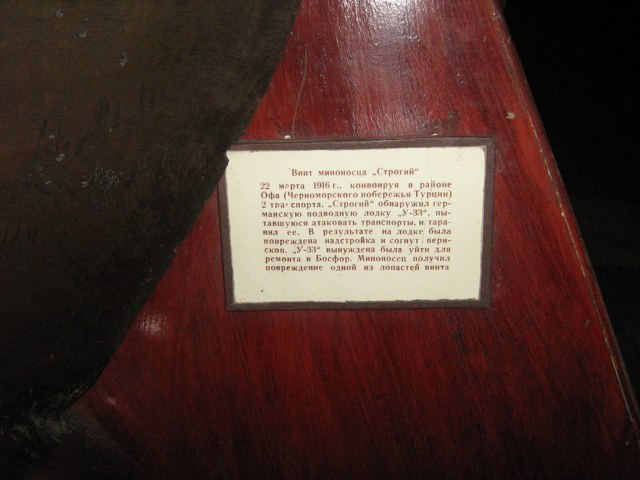 Винт миноносца „Строгий“
22 марта 1916 г., конвоируя в районе
Офа (Черноморского побережья Турции)
2 транспорта, „Строгий“ обнаружил гер-
манскую подводную лодку „У-33“, пы-
тавшуюся атаковать транспорты, и тара-
нил ее. В результате на лодке была
повреждена надстройка и согнут пери-
скоп. „У-33“ вынуждена была уйти для
ремонта в Босфор. Миноносец получил
повреждение одной из лопастей винта